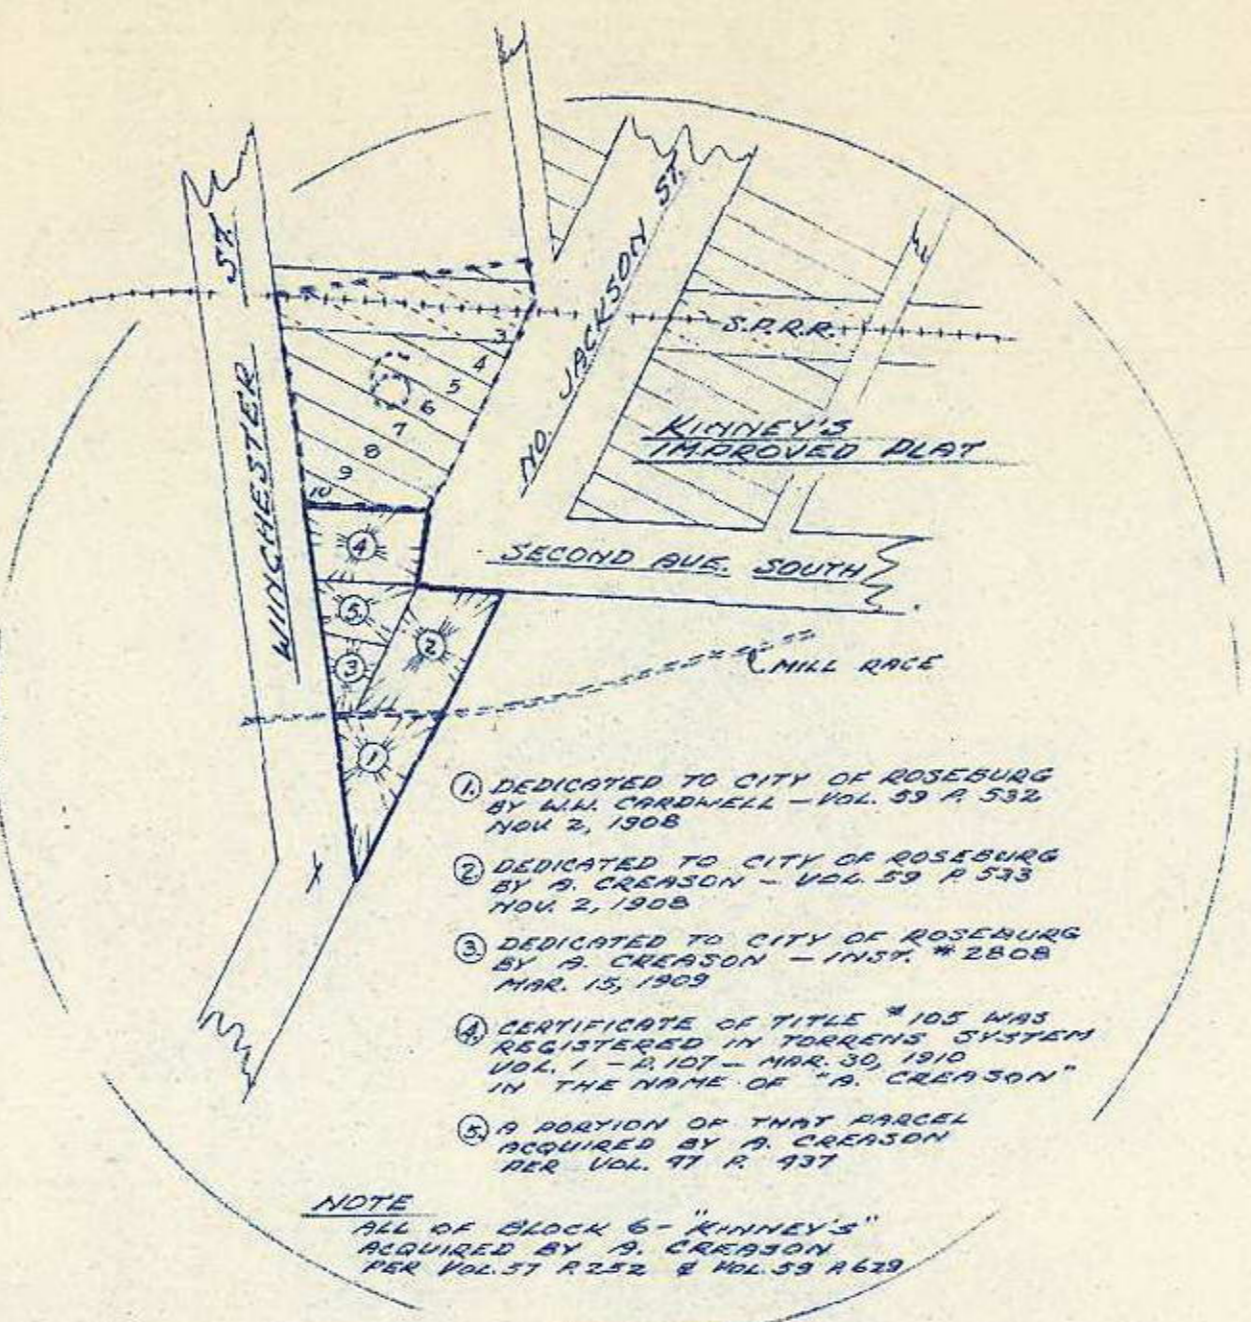 WINCHESTER ST.
NO. JACKSON ST.
S.P.R.R.
3
4
5
6
7
8
9
10
KINNEY'S
IMPROVED PLAT
SECOND AVE. SOUTH
4
5
2
3
1
MILL RACE
1. DEDICATED TO CITY OF ROSEBURG
BY W.W. CARDWELL — VOL. 59 P. 532
NOV. 2, 1908
2. DEDICATED TO CITY OF ROSEBURG
BY A. CREASON — VOL. 59 P. 533
NOV. 2, 1908
3. DEDICATED TO CITY OF ROSEBURG
BY A. CREASON — INST. # 2808
MAR. 15, 1909
4. CERTIFICATE OF TITLE # 105 WAS
REGISTERED IN TORRENS SYSTEM
VOL. 1 — P. 107 — MAR. 30, 1910
IN THE NAME OF "A. CREASON"
5. A PORTION OF THAT PARCEL
ACQUIRED BY A. CREASON
PER VOL. 47 P. 437
NOTE
ALL OF BLOCK 6 - "KINNEY'S"
ACQUIRED BY A. CREASON
PER VOL. 57 P. 252 & VOL. 59 P. 629